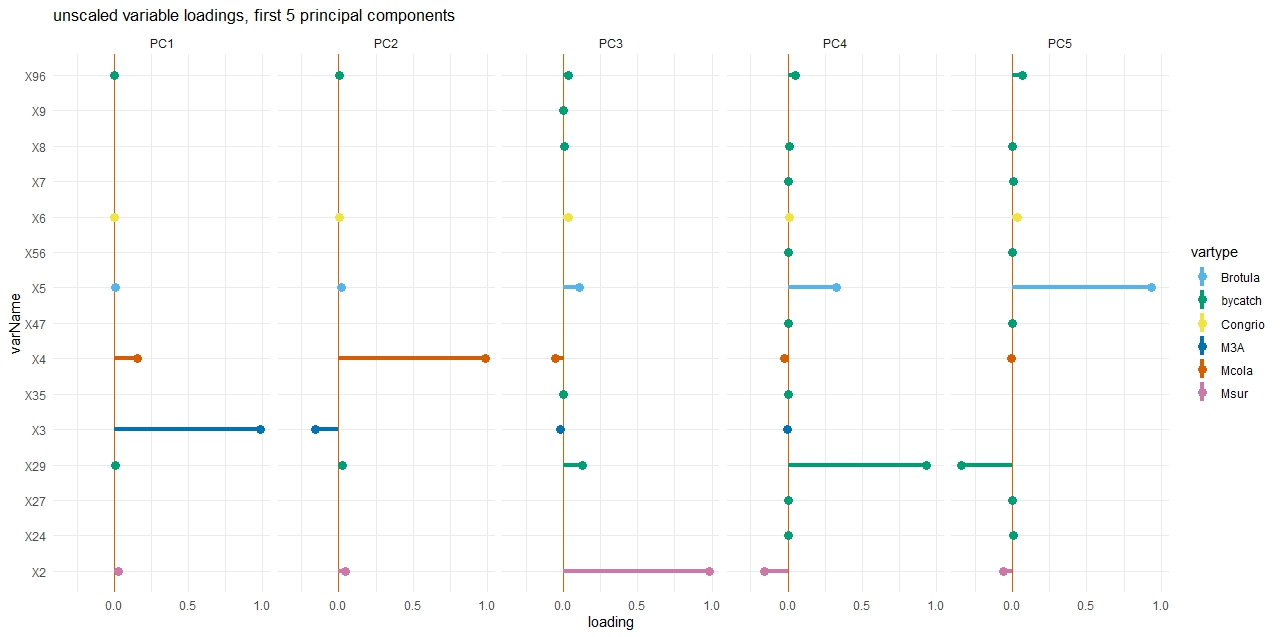 unscaled variable loadings, first 5 principal components
PC1 PC2 PC3 PC4 PC5
varName
X96
X9
X8
X7
X6
X56
X5
X47
X4
X35
X3
X29
X27
X24
X2
0.0 0.5 1.0 0.0 0.5 1.0 0.0 0.5 1.0 0.0 0.5 1.0 0.0 0.5 1.0
loading
vartype
Brotula
bycatch
Congrio
M3A
Mcola
Msur